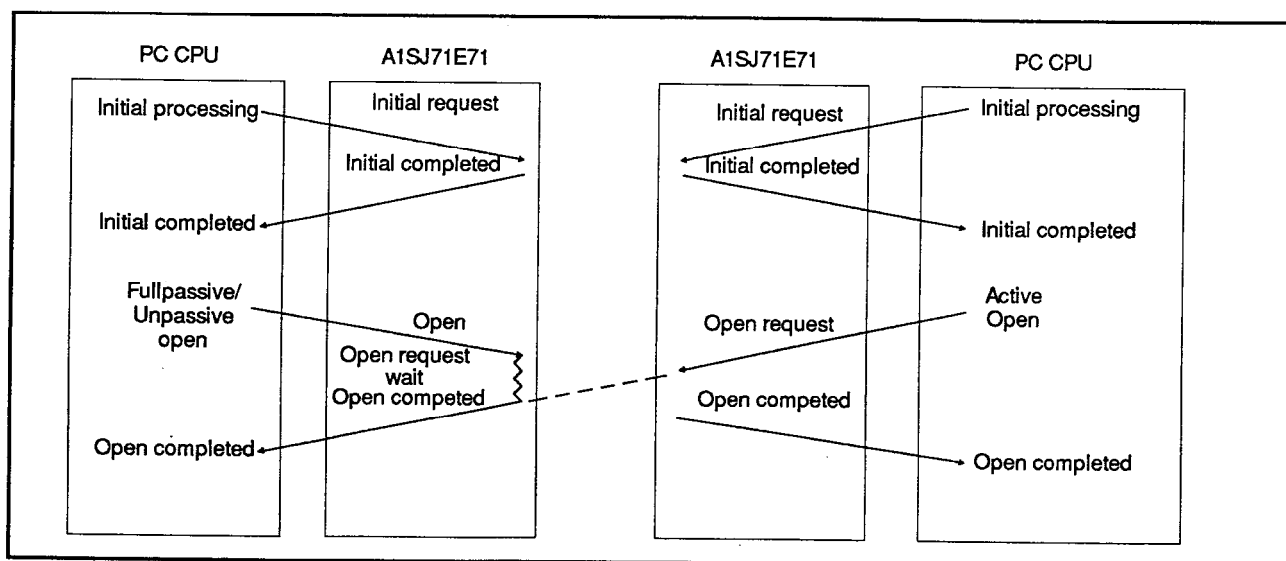 PC CPU
A1SJ71E71
A1SJ71E71
PC CPU
Initial processing
Initial request
Initial request
Initial processing
Initial completed
Initial completed
Initial completed
Initial completed
Fullpassive/
Unpassive
open
Open
Open request
Active
Open
Open request
wait
Open competed
Open competed
Open completed
Open completed